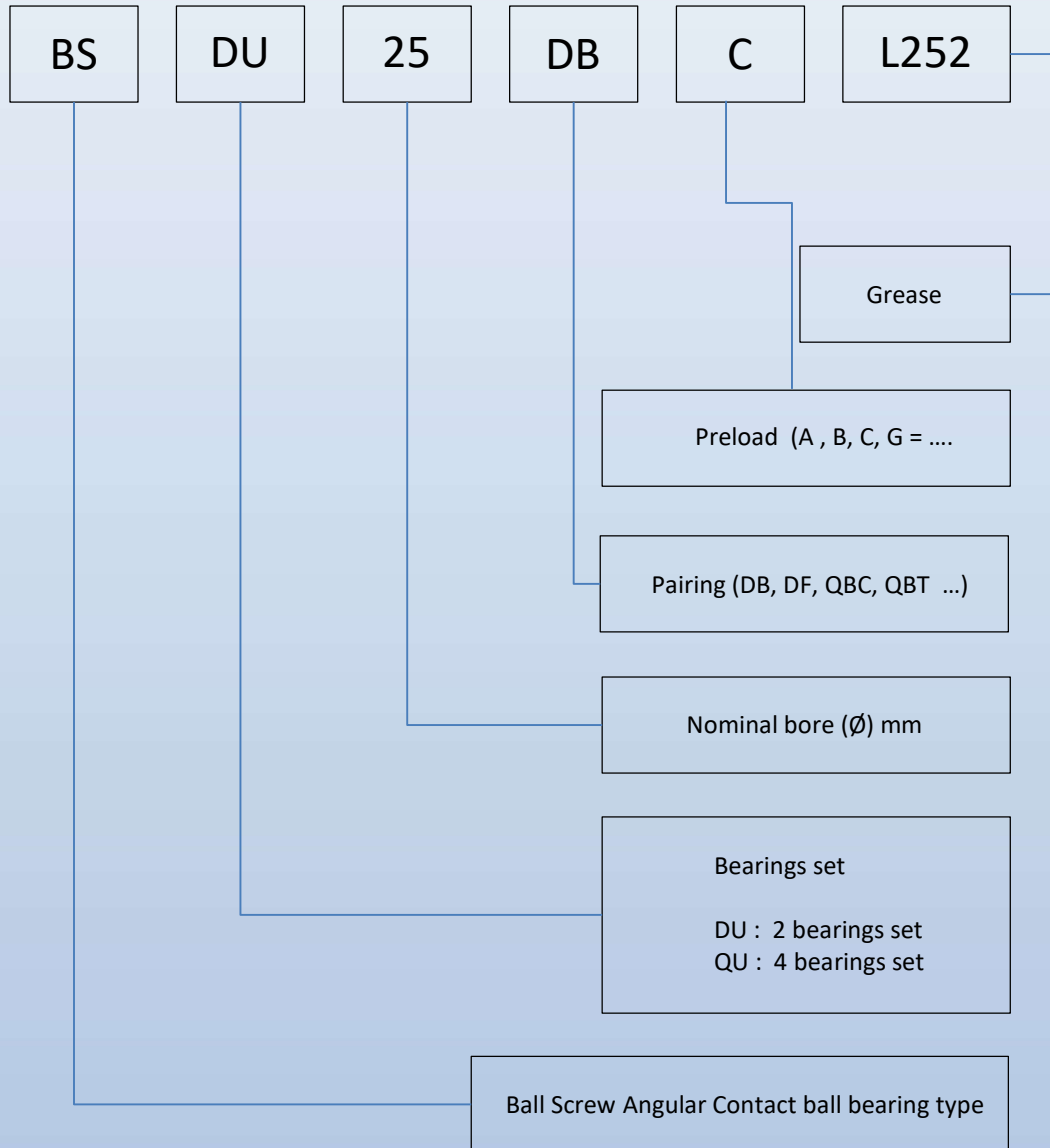 BS DU 25 DB C L252
Grease
Preload (A , B, C, G = ....
Pairing (DB, DF, QBC, QBT ...)
Nominal bore (Ø) mm
Bearings set
DU : 2 bearings set
QU : 4 bearings set
Ball Screw Angular Contact ball bearing type